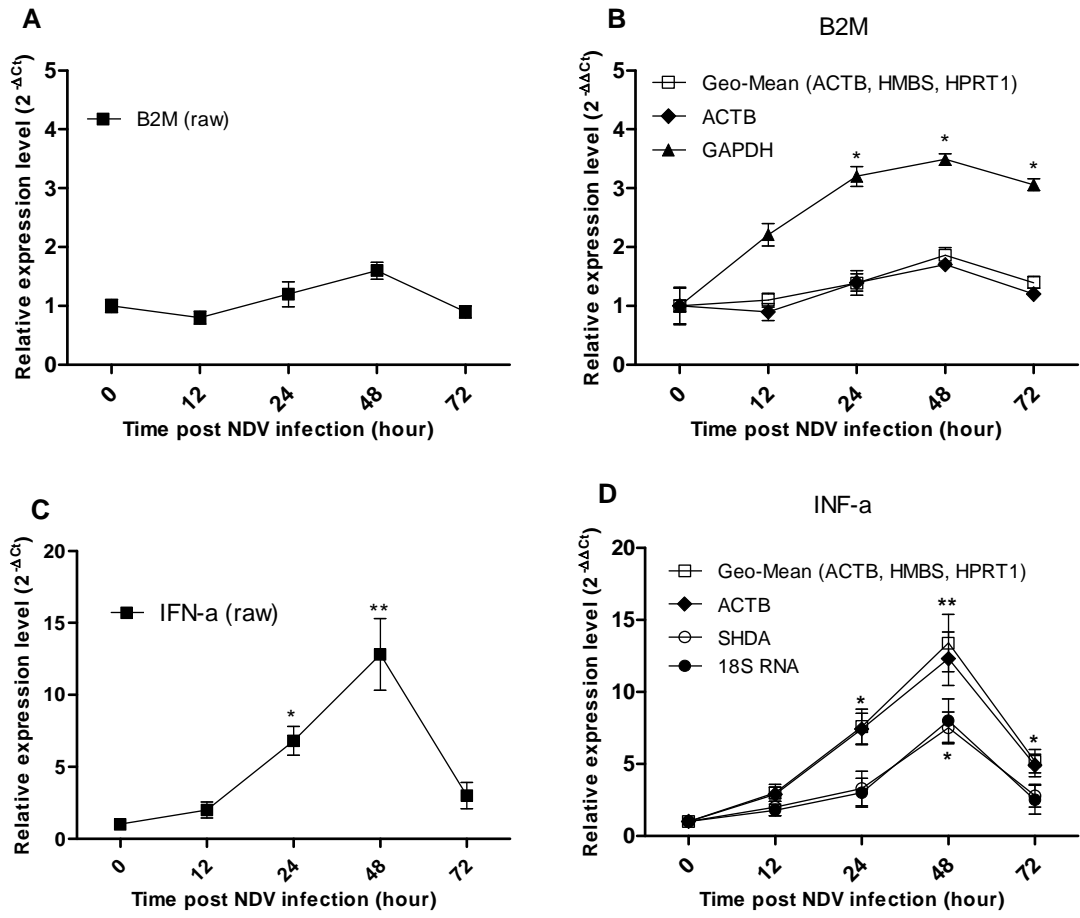 A
Relative expression level (2^-ΔCt)
5
4
3
2
1
0
B2M (raw)
0 12 24 48 72
Time post NDV infection (hour)
B
B2M
Relative expression level (2^-ΔΔCt)
5
4
3
2
1
0
Geo-Mean (ACTB, HMBS, HPRT1)
ACTB
GAPDH
* * *
0 12 24 48 72
Time post NDV infection (hour)
C
Relative expression level (2^-ΔCt)
20
15
10
5
0
IFN-a (raw)
* **
0 12 24 48 72
Time post NDV infection (hour)
D
INF-a
Relative expression level (2^-ΔΔCt)
20
15
10
5
0
Geo-Mean (ACTB, HMBS, HPRT1)
ACTB
SHDA
18S RNA
* ** * *
0 12 24 48 72
Time post NDV infection (hour)